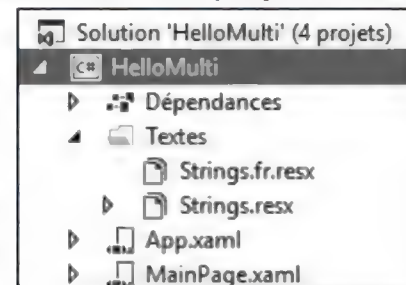 Solution 'HelloMulti' (4 projets)
C# HelloMulti
Dépendances
Textes
Strings.fr.resx
Strings.resx
App.xaml
MainPage.xaml